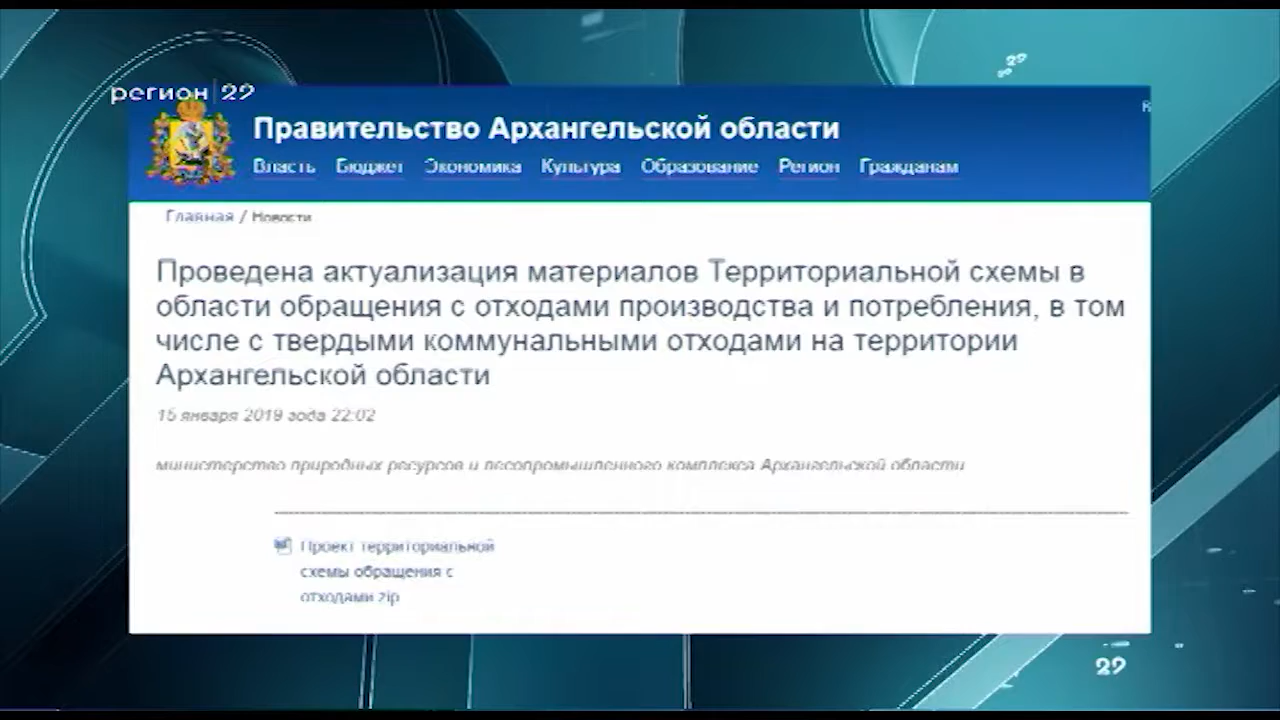 регион 29
Правительство Архангельской области
Власть Бюджет Экономика Культура Образование Регион Гражданам
Главная / Новости
Проведена актуализация материалов Территориальной схемы в
области обращения с отходами производства и потребления, в том
числе с твердыми коммунальными отходами на территории
Архангельской области
15 января 2019 года 22:02
министерство природных ресурсов и лесопромышленного комплекса Архангельской области
Проект территориальной
схемы обращения с
отходами zip
29
29